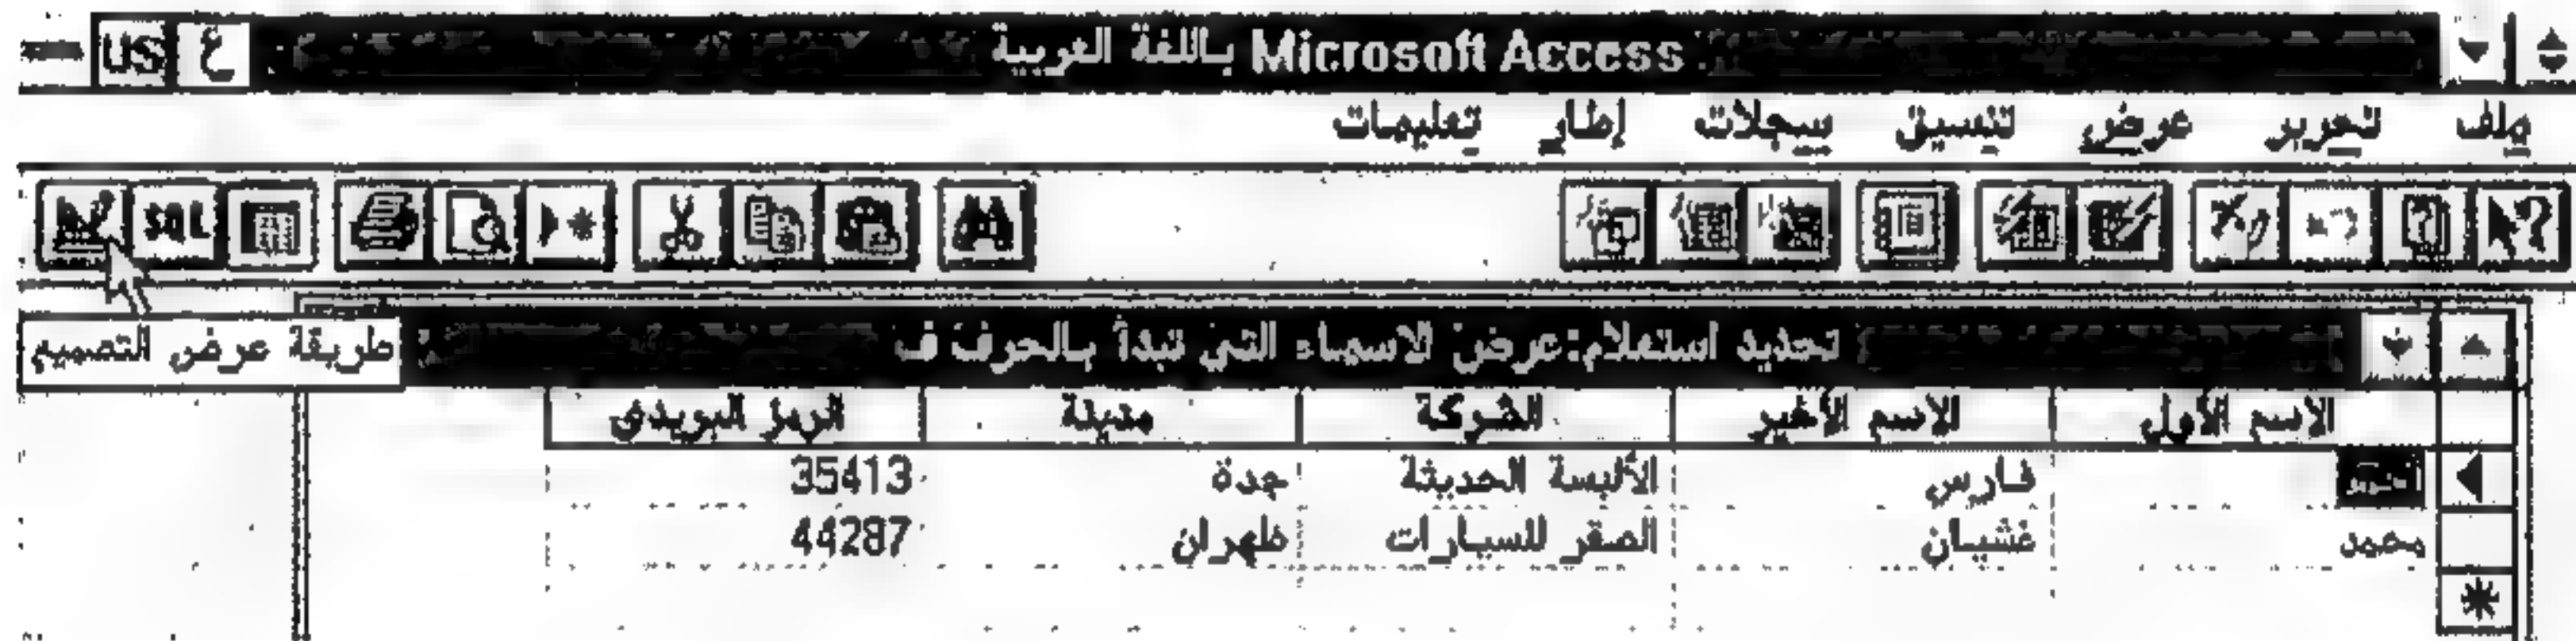 Microsoft Access باللغة العربية ع US
ملف تحرير عرض تنسيق سجلات إطار تعليمات
SQL
طريقة عرض التصميم
تحديد استعلام:عرض لاسماء التي تبدأ بالحرف ف
الاسم الأول الاسم الأخير الشركة مدينة الرمز البريدي
فارس الألبسة الحديثة جدة 35413
محمد الصقر للسيارات ظهران 44287